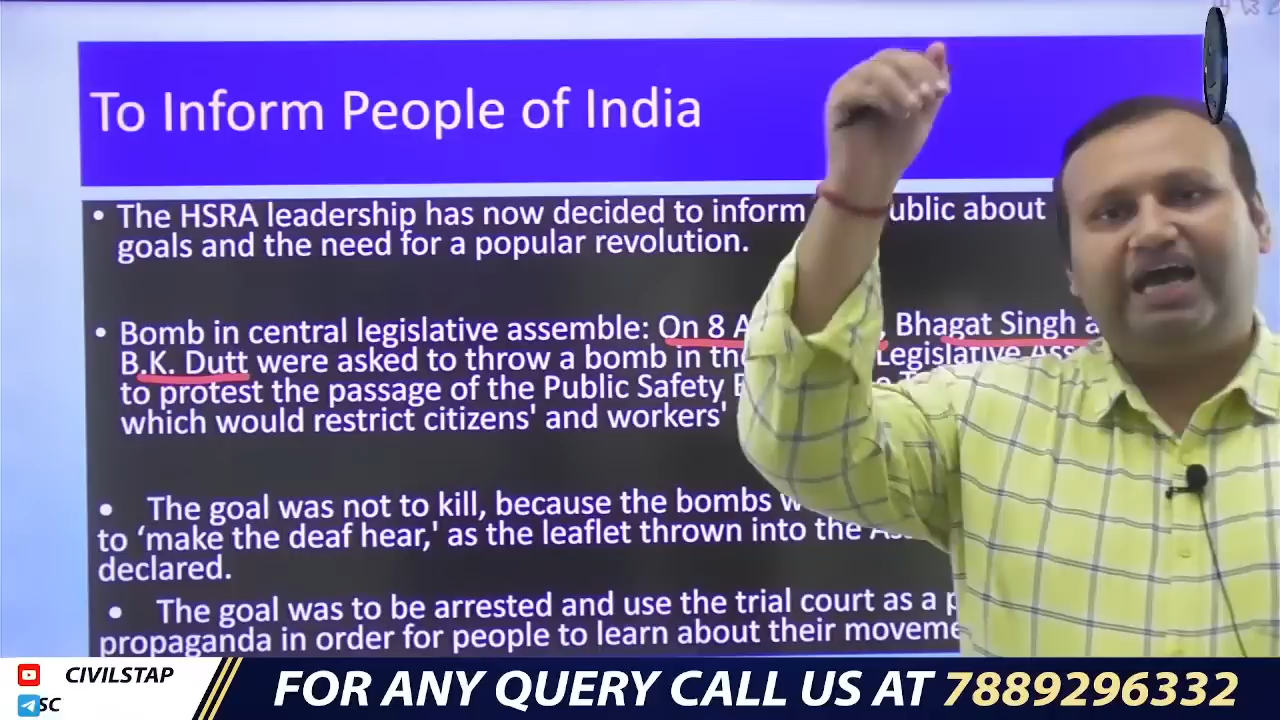 To Inform People of India
• The HSRA leadership has now decided to inform ublic about
goals and the need for a popular revolution.
• Bomb in central legislative assemble: On 8 A , Bhagat Singh a
B.K. Dutt were asked to throw a bomb in the Legislative Ass
to protest the passage of the Public Safety B e T
which would restrict citizens' and workers'
• The goal was not to kill, because the bombs w
to ‘make the deaf hear,' as the leaflet thrown into the Ass
declared.
• The goal was to be arrested and use the trial court as a p
propaganda in order for people to learn about their moveme
CIVILSTAP
SC
FOR ANY QUERY CALL US AT 7889296332